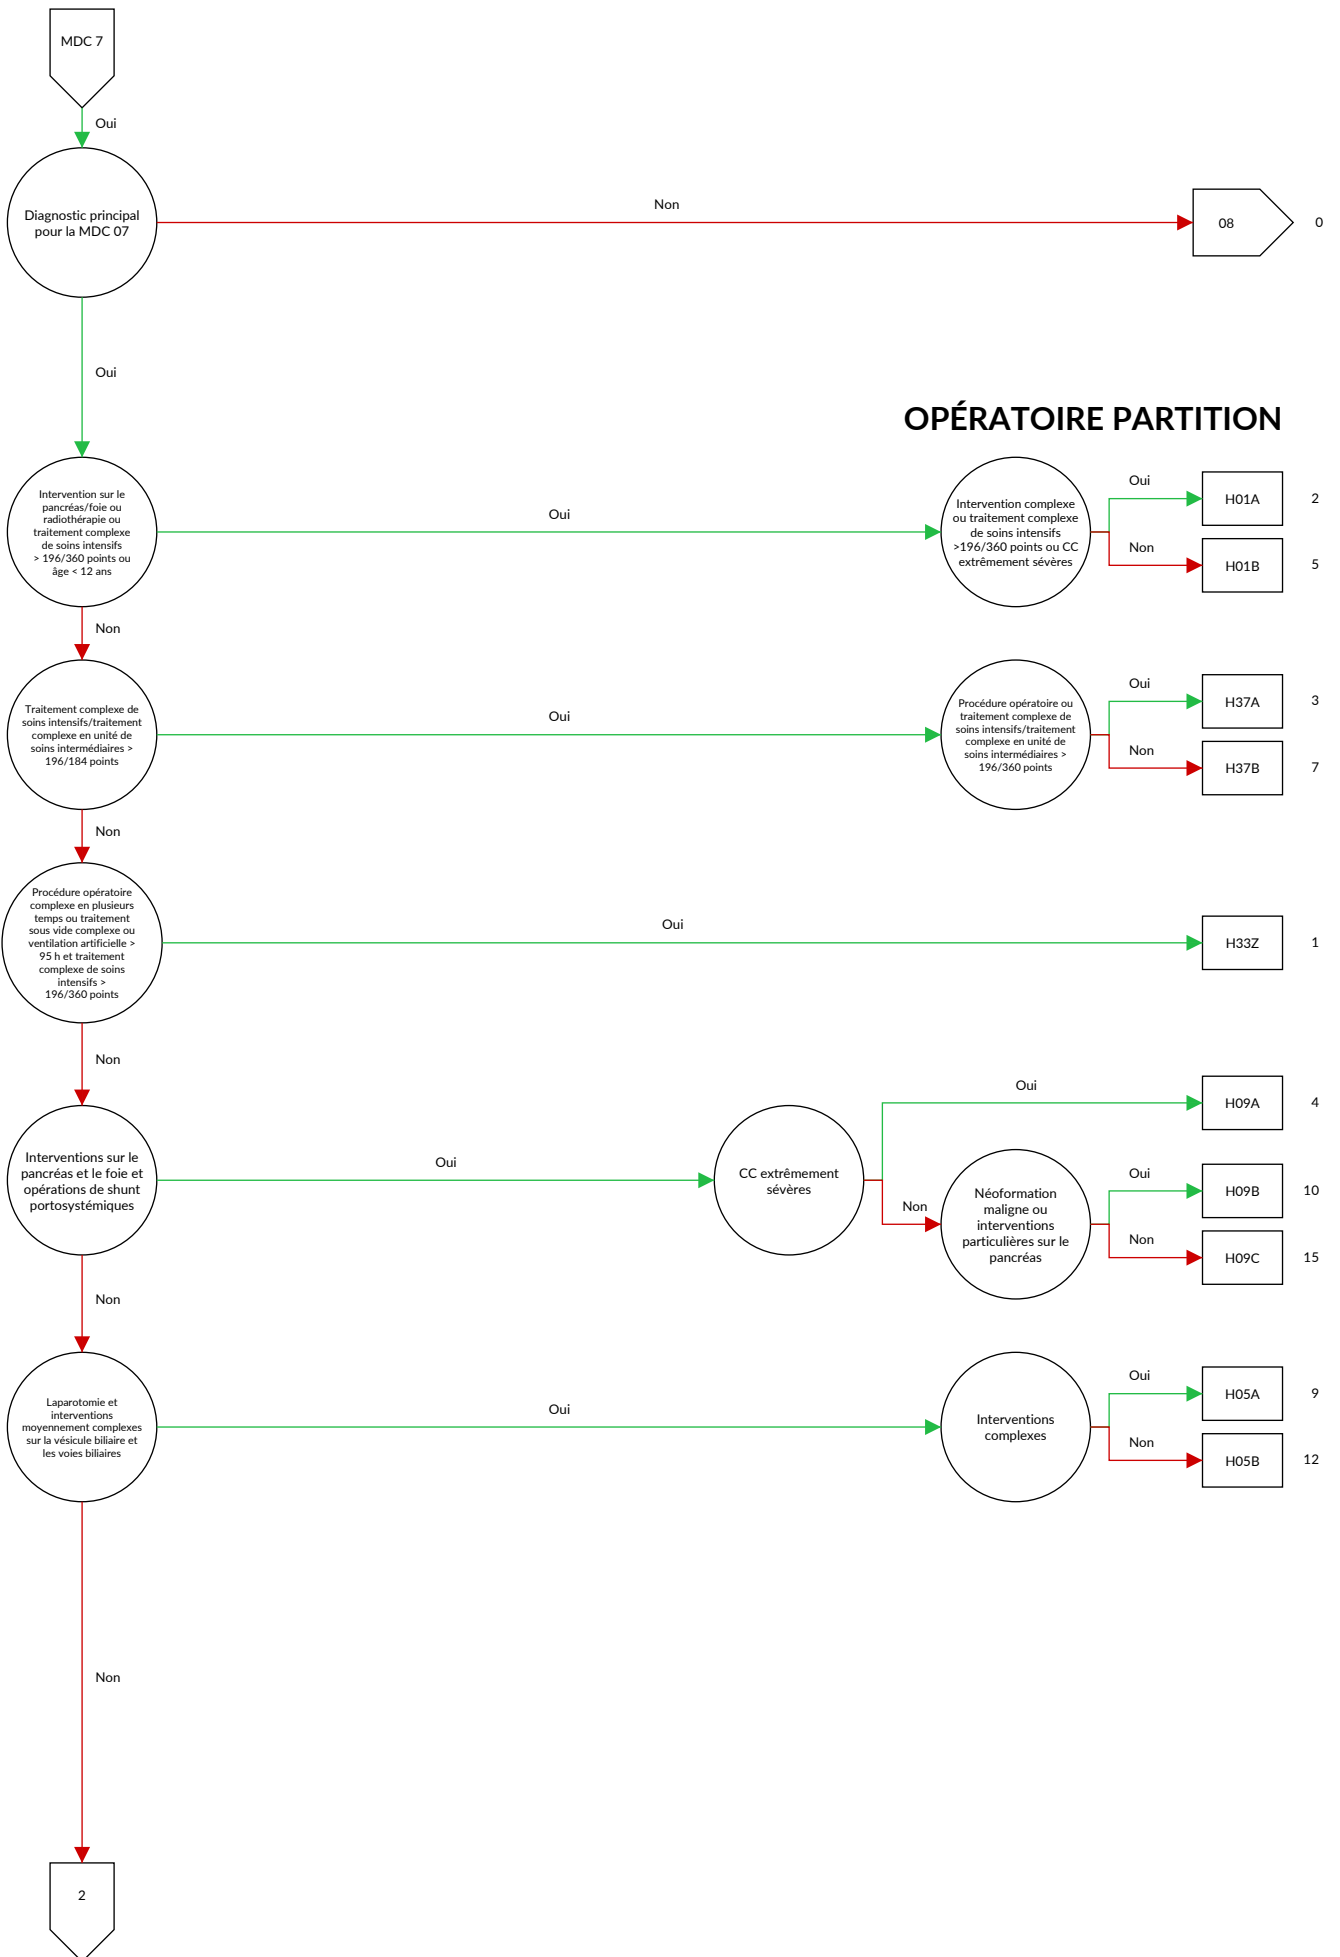 MDC 7
Oui
Diagnostic principal
pour la MDC 07
Non
08
0
Oui
OPÉRATOIRE PARTITION
Intervention sur le
pancréas/foie ou
radiothérapie ou
traitement complexe
de soins intensifs
> 196/360 points ou
âge < 12 ans
Oui
Intervention complexe
ou traitement complexe
de soins intensifs
>196/360 points ou CC
extrêmement sévères
Oui
H01A
2
Non
H01B
5
Non
Traitement complexe de
soins intensifs/traitement
complexe en unité de
soins intermédiaires >
196/184 points
Oui
Procédure opératoire ou
traitement complexe de
soins intensifs/traitement
complexe en unité de
soins intermédiaires >
196/360 points
Oui
H37A
3
Non
H37B
7
Non
Procédure opératoire
complexe en plusieurs
temps ou traitement
sous vide complexe ou
ventilation artificielle >
95 h et traitement
complexe de soins
intensifs >
196/360 points
Oui
H33Z
1
Non
Interventions sur le
pancréas et le foie et
opérations de shunt
portosystémiques
Oui
CC extrêmement
sévères
Oui
H09A
4
Non
Néoformation
maligne ou
interventions
particulières sur le
pancréas
Oui
H09B
10
Non
H09C
15
Non
Laparotomie et
interventions
moyennement complexes
sur la vésicule biliaire et
les voies biliaires
Oui
Interventions
complexes
Oui
H05A
9
Non
H05B
12
Non
2